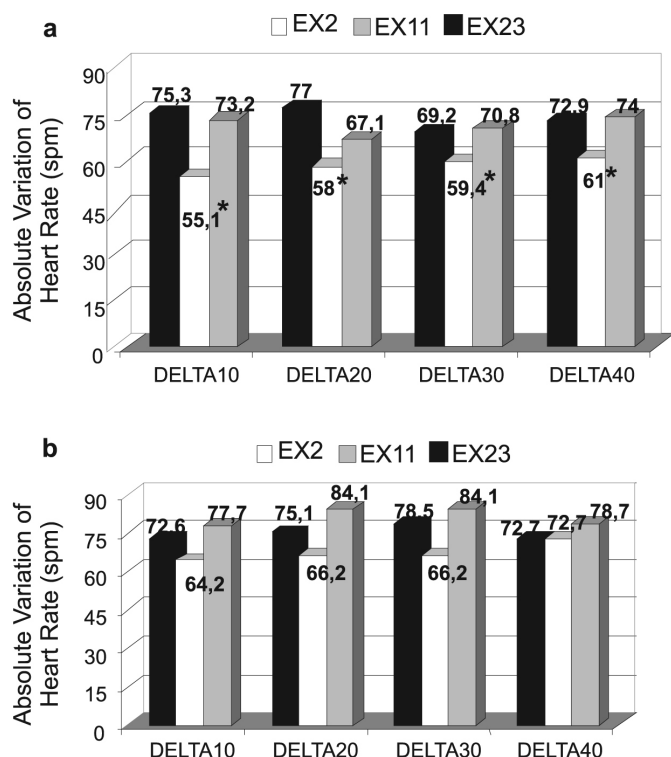 a
EX2 EX11 EX23
Absolute Variation of
Heart Rate (spm)
90
75
60
45
30
15
0
75,3 55,1* 73,2
77 58* 67,1
69,2 59,4* 70,8
72,9 61* 74
DELTA10 DELTA20 DELTA30 DELTA40
b
EX2 EX11 EX23
Absolute Variation of
Heart Rate (spm)
90
75
60
45
30
15
0
72,6 64,2 77,7
75,1 66,2 84,1
78,5 66,2 84,1
72,7 72,7 78,7
DELTA10 DELTA20 DELTA30 DELTA40